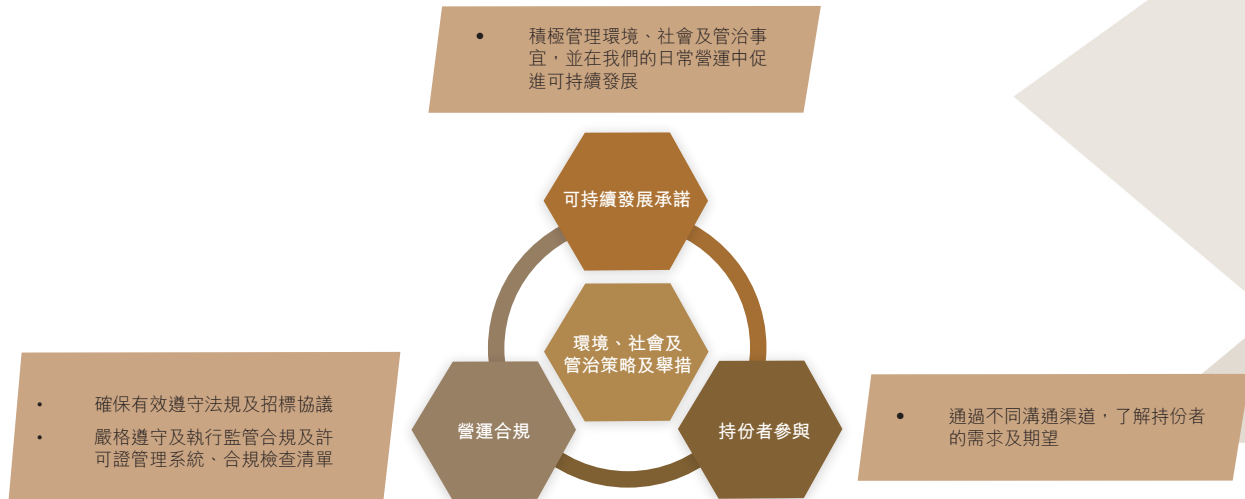 • 積極管理環境、社會及管治事
宜，並在我們的日常營運中促
進可持續發展
可持續發展承諾
環境、社會及
管治策略及舉措
• 確保有效遵守法規及招標協議
• 嚴格遵守及執行監管合規及許
可證管理系統、合規檢查清單
營運合規
持份者參與
• 通過不同溝通渠道，了解持份者
的需求及期望